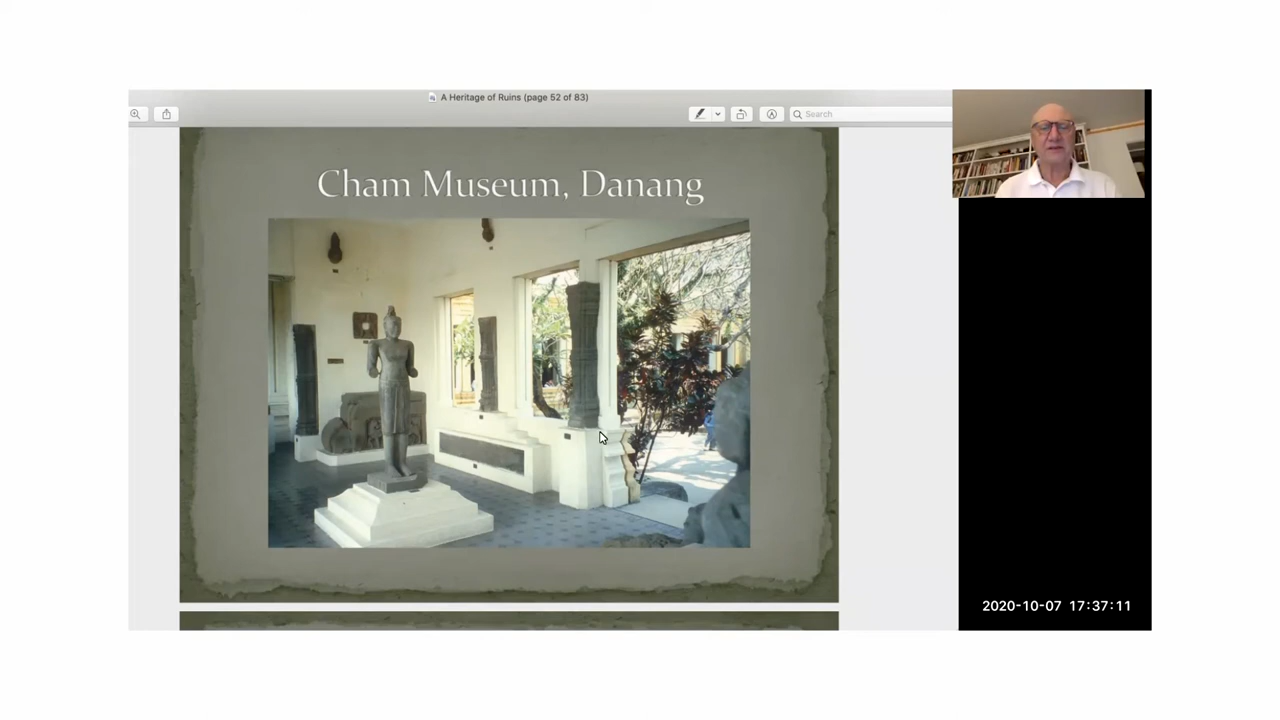 A Heritage of Ruins (page 52 of 83)
Search
Cham Museum, Danang
2020-10-07 17:37:11